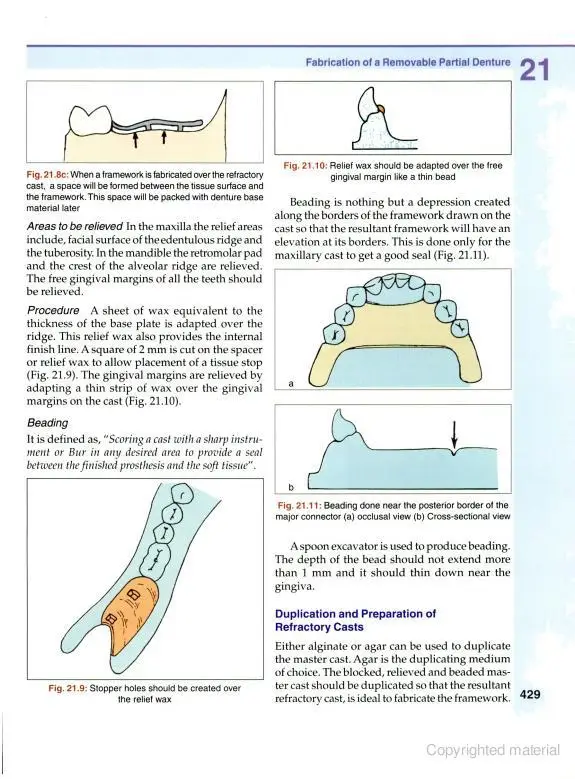 Fabrication of a Removable Partial Denture
21
Fig. 21.8c: When a framework is fabricated over the refractory
cast, a space will be formed between the tissue surface and
the framework. This space will be packed with denture base
material later
Areas to be relieved In the maxilla the relief areas
include, facial surface of the edentulous ridge and
the tuberosity. In the mandible the retromolar pad
and the crest of the alveolar ridge are relieved.
The free gingival margins of all the teeth should
be relieved.
Procedure A sheet of wax equivalent to the
thickness of the base plate is adapted over the
ridge. This relief wax also provides the internal
finish line. A square of 2 mm is cut on the spacer
or relief wax to allow placement of a tissue stop
(Fig. 21.9). The gingival margins are relieved by
adapting a thin strip of wax over the gingival
margins on the cast (Fig. 21.10).
Beading
It is defined as, "Scoring a cast with a sharp instru-
ment or Bur in any desired area to provide a seal
between the finished prosthesis and the soft tissue".
Fig. 21.9: Stopper holes should be created over
the relief wax
Fig. 21.10: Relief wax should be adapted over the free
gingival margin like a thin bead
Beading is nothing but a depression created
along the borders of the framework drawn on the
cast so that the resultant framework will have an
elevation at its borders. This is done only for the
maxillary cast to get a good seal (Fig. 21.11).
a
b
Fig. 21.11: Beading done near the posterior border of the
major connector (a) occlusal view (b) Cross-sectional view
A spoon excavator is used to produce beading.
The depth of the bead should not extend more
than 1 mm and it should thin down near the
gingiva.
Duplication and Preparation of
Refractory Casts
Either alginate or agar can be used to duplicate
the master cast. Agar is the duplicating medium
of choice. The blocked, relieved and beaded mas-
ter cast should be duplicated so that the resultant
refractory cast, is ideal to fabricate the framework.
429
Copyrighted material